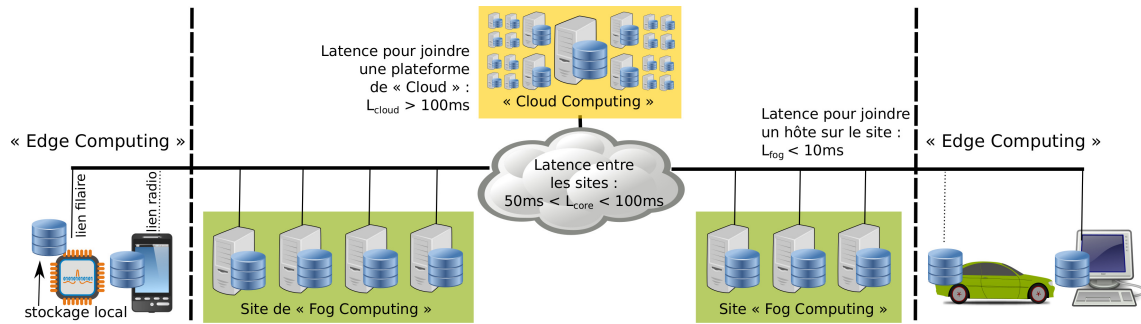 Latence pour joindre
une plateforme
de « Cloud » :
Lcloud > 100ms
« Cloud Computing »
Latence pour joindre
un hôte sur le site :
Lfog < 10ms
« Edge Computing »
« Edge Computing »
Latence entre
les sites :
50ms < Lcore < 100ms
lien filaire
lien radio
stockage local
Site de « Fog Computing »
Site « Fog Computing »